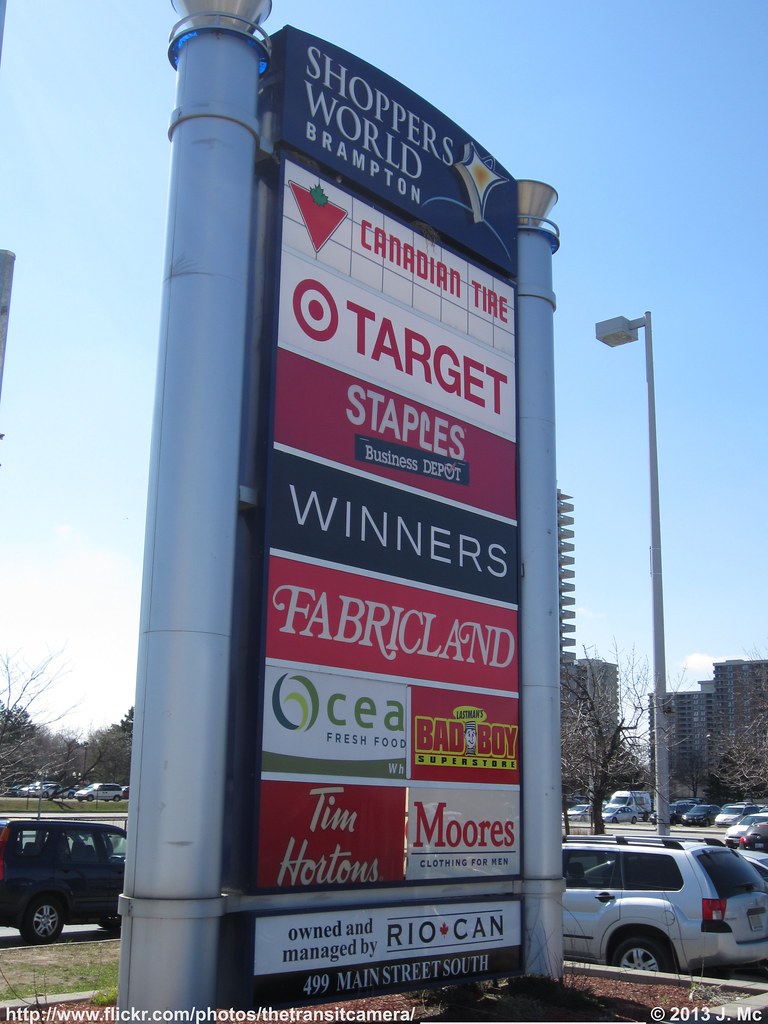 SHOPPERS
WORLD
BRAMPTON
CANADIAN TIRE
TARGET
STAPLES
Business DEPOT
WINNERS
FABRICLAND
Ocea
FRESH FOOD
Wh
LASTMAN'S
BAD BOY
SUPERSTORE
Tim
Hortons
Moores
CLOTHING FOR MEN
owned and
managed by
RIO CAN
499 MAIN STREET SOUTH
http://www.flickr.com/photos/thetransitcamera/
© 2013 J. Mc